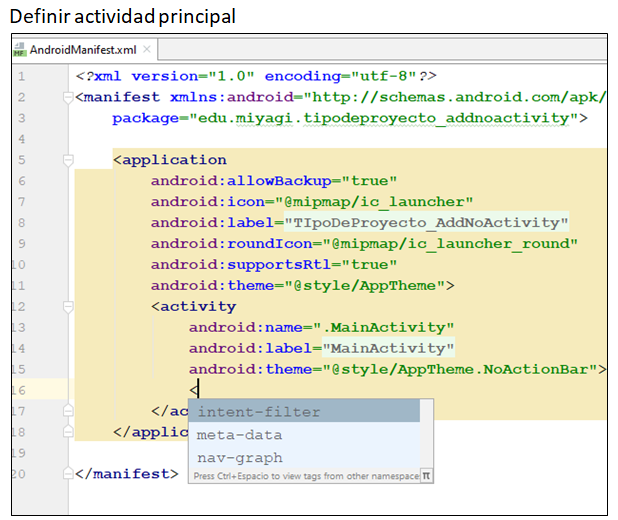 Definir actividad principal
AndroidManifest.xml
1 <?xml version="1.0" encoding="utf-8"?>
2 <manifest xmlns:android="http://schemas.android.com/apk/
3 package="edu.miyagi.tipodeproyecto_addnoactivity">
4
5 <application
6 android:allowBackup="true"
7 android:icon="@mipmap/ic_launcher"
8 android:label="TIpoDeProyecto_AddNoActivity"
9 android:roundIcon="@mipmap/ic_launcher_round"
10 android:supportsRtl="true"
11 android:theme="@style/AppTheme">
12 <activity
13 android:name=".MainActivity"
14 android:label="MainActivity"
15 android:theme="@style/AppTheme.NoActionBar">
16 <
intent-filter
17 </ac
meta-data
18 </applic
nav-graph
19
Press Ctrl+Espacio to view tags from other namespace π
20 </manifest>